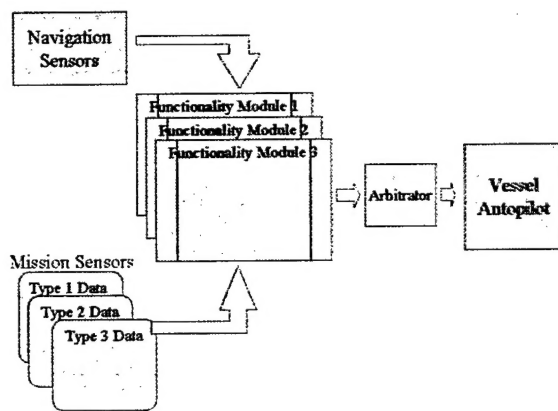 Navigation
Sensors
Functionality Module 1
Functionality Module 2
Functionality Module 3
Arbitrator
Vessel
Autopilot
Mission Sensors
Type 1 Data
Type 2 Data
Type 3 Data